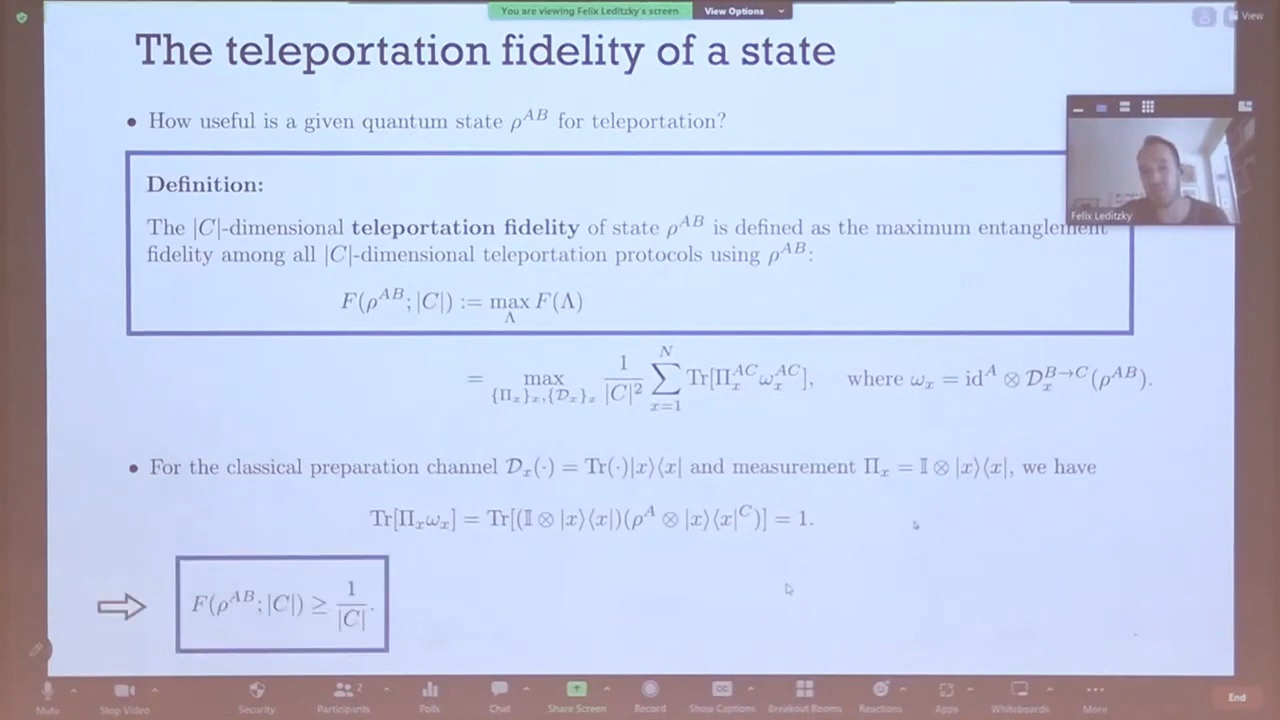 You are viewing Felix Leditzky's screen View Options
View
The teleportation fidelity of a state
• How useful is a given quantum state ρ^{AB} for teleportation?
Definition:
The |C|-dimensional teleportation fidelity of state ρ^{AB} is defined as the maximum entanglement
fidelity among all |C|-dimensional teleportation protocols using ρ^{AB}:
F(ρ^{AB}; |C|) := max_Λ F(Λ)
= max_{{Π_x}_x,{𝒟_x}_x} 1/|C|² ∑_{x=1}^{N} Tr[Π_x^{AC} ω_x^{AC}], where ω_x = id^A ⊗ 𝒟_x^{B→C}(ρ^{AB}).
• For the classical preparation channel 𝒟_x(·) = Tr(·)|x⟩⟨x| and measurement Π_x = 𝕀 ⊗ |x⟩⟨x|, we have
Tr[Π_x ω_x] = Tr[(𝕀 ⊗ |x⟩⟨x|)(ρ^A ⊗ |x⟩⟨x|^C)] = 1.
⇒ F(ρ^{AB}; |C|) ≥ 1/|C|.
Felix Leditzky
Mute Stop Video Security Participants 2 Polls Chat Share Screen Record CC Show Captions Breakout Rooms Reactions Apps Whiteboards More End